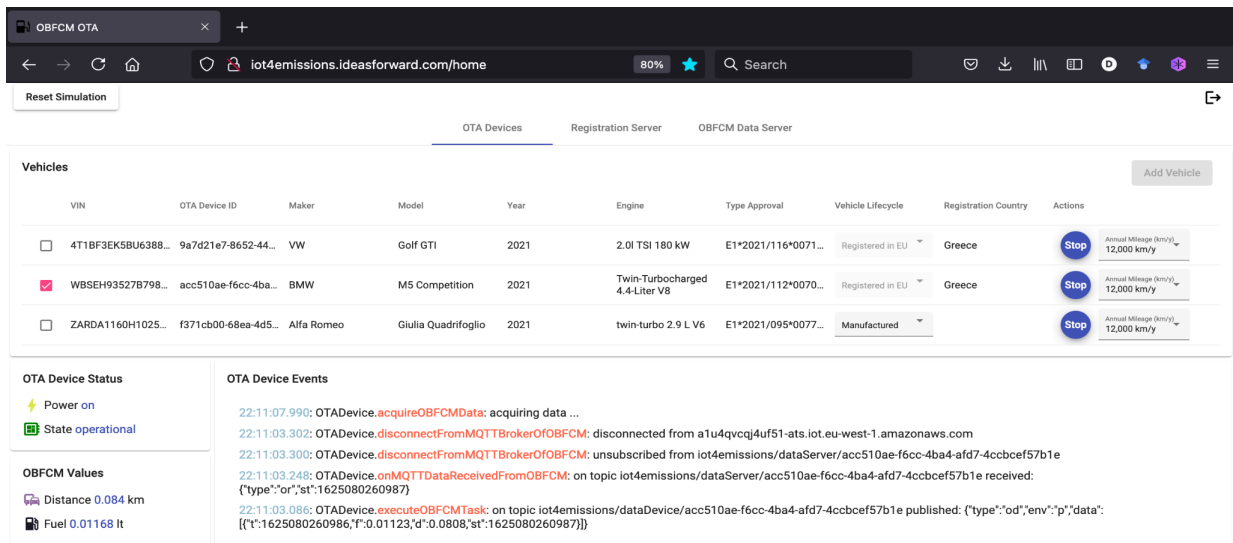 OBFCM OTA
iot4emissions.ideasforward.com/home 80% Search
Reset Simulation
OTA Devices Registration Server OBFCM Data Server
Vehicles
Add Vehicle
VIN OTA Device ID Maker Model Year Engine Type Approval Vehicle Lifecycle Registration Country Actions
4T1BF3EK5BU6388... 9a7d21e7-8652-44... VW Golf GTI 2021 2.0l TSI 180 kW E1*2021/116*0071... Registered in EU Greece Stop Annual Mileage (km/y) 12,000 km/y
WBSEH93527B798... acc510ae-f6cc-4ba... BMW M5 Competition 2021 Twin-Turbocharged 4.4-Liter V8 E1*2021/112*0070... Registered in EU Greece Stop Annual Mileage (km/y) 12,000 km/y
ZARDA1160H1025... f371cb00-68ea-4d5... Alfa Romeo Giulia Quadrifoglio 2021 twin-turbo 2.9 L V6 E1*2021/095*0077... Manufactured Stop Annual Mileage (km/y) 12,000 km/y
OTA Device Status
Power on
State operational
OBFCM Values
Distance 0.084 km
Fuel 0.01168 lt
OTA Device Events
22:11:07.990: OTADevice.acquireOBFCMData: acquiring data ...
22:11:03.302: OTADevice.disconnectFromMQTTBrokerOfOBFCM: disconnected from a1u4qvcqj4uf51-ats.iot.eu-west-1.amazonaws.com
22:11:03.300: OTADevice.disconnectFromMQTTBrokerOfOBFCM: unsubscribed from iot4emissions/dataServer/acc510ae-f6cc-4ba4-afd7-4ccbcef57b1e
22:11:03.248: OTADevice.onMQTTDataReceivedFromOBFCM: on topic iot4emissions/dataServer/acc510ae-f6cc-4ba4-afd7-4ccbcef57b1e received:
{"type":"or","st":1625080260987}
22:11:03.086: OTADevice.executeOBFCMTask: on topic iot4emissions/dataDevice/acc510ae-f6cc-4ba4-afd7-4ccbcef57b1e published: {"type":"od","env":"p","data":
[{"t":1625080260986,"f":0.01123,"d":0.0808,"st":1625080260987}]}